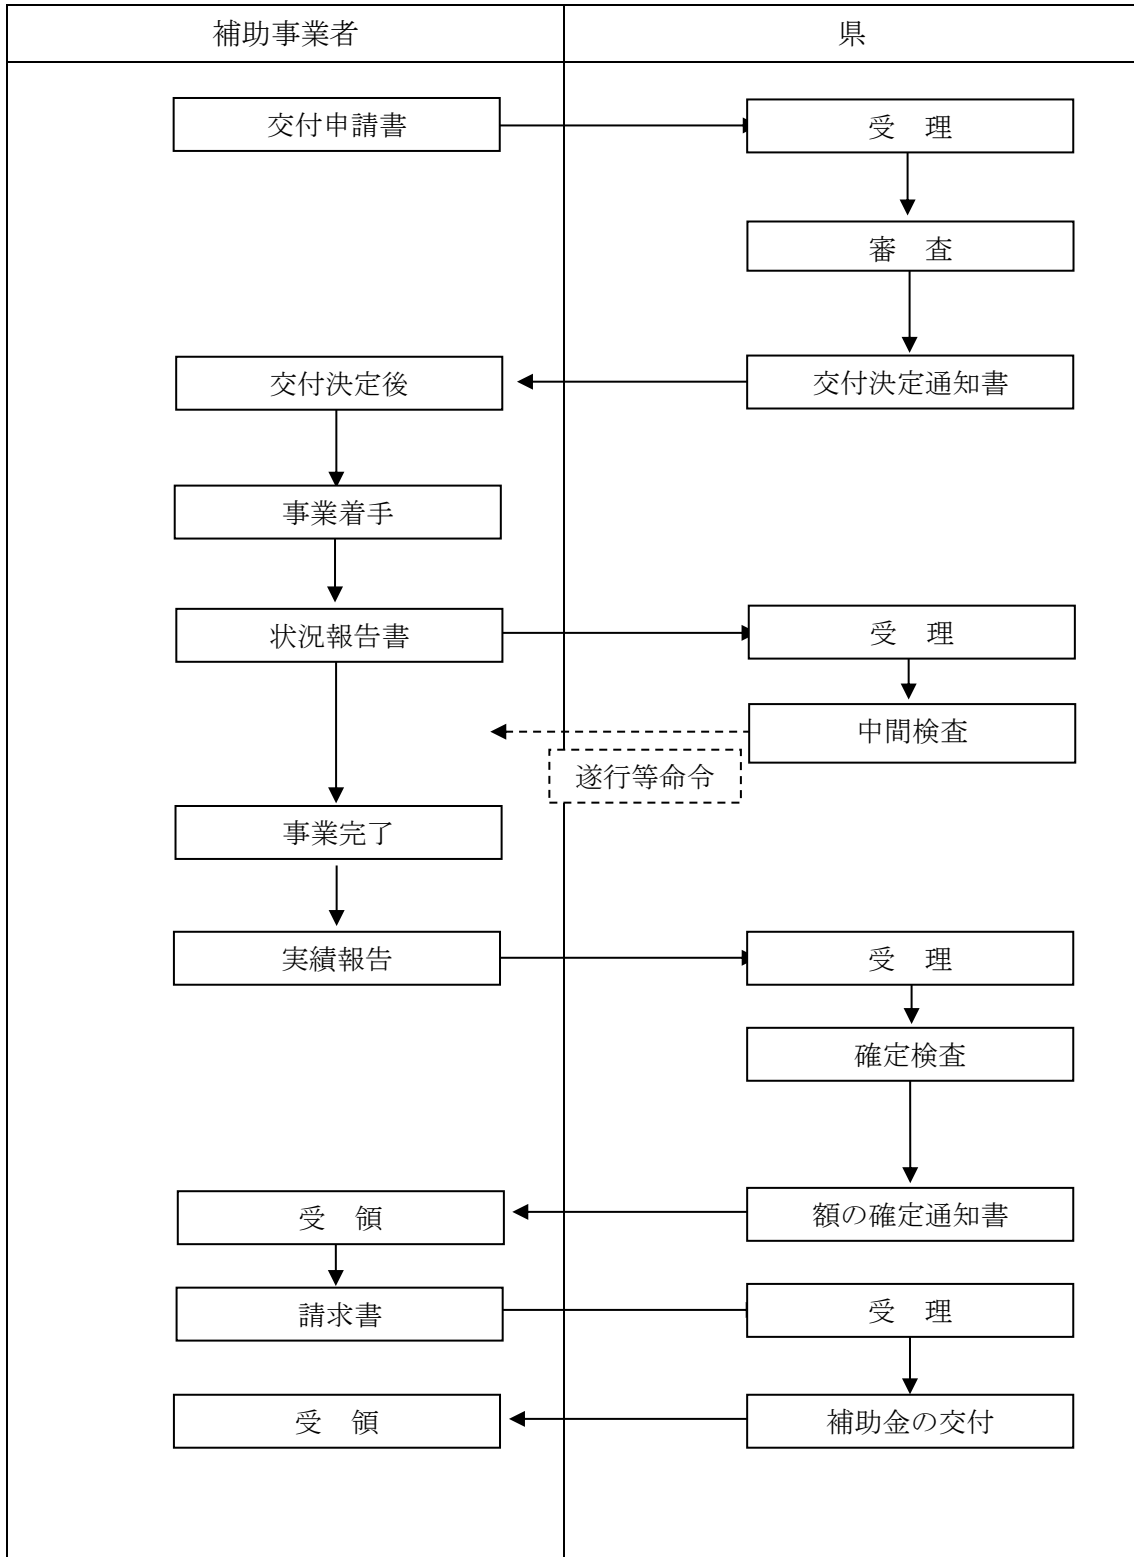 補助事業者
県
交付申請書
受　理
審　査
交付決定後
交付決定通知書
事業着手
状況報告書
受　理
中間検査
遂行等命令
事業完了
実績報告
受　理
確定検査
受　領
額の確定通知書
請求書
受　理
受　領
補助金の交付